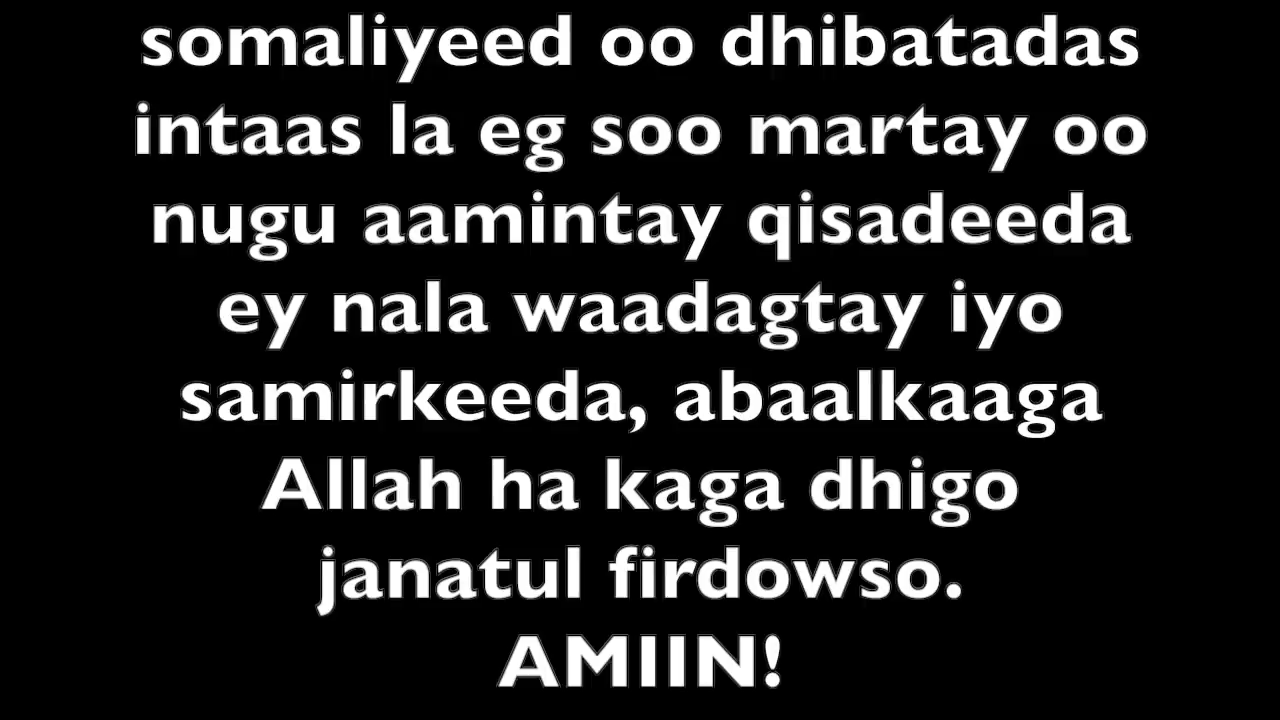 somaliyeed oo dhibatadas
intaas la eg soo martay oo
nugu aamintay qisadeeda
ey nala waadagtay iyo
samirkeeda, abaalkaaga
Allah ha kaga dhigo
janatul firdowso.
AMIIN!